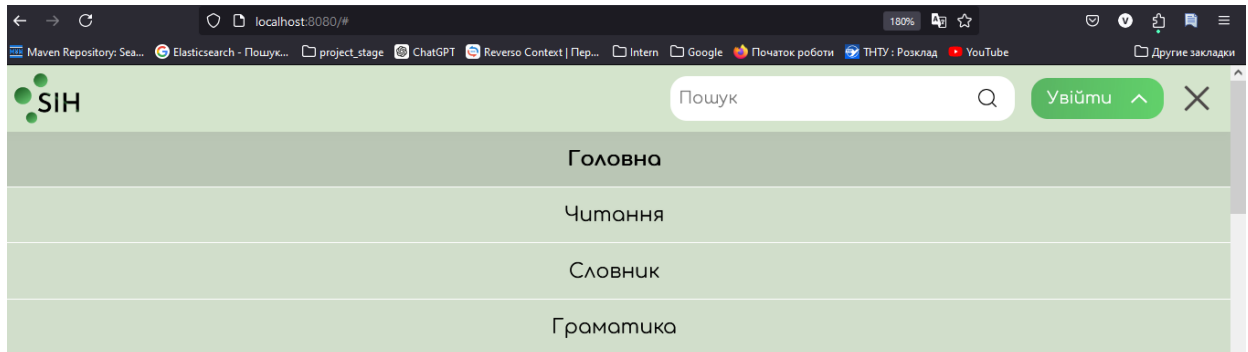 localhost:8080/#
180%
V
Maven Repository: Sea...
Elasticsearch - Пошук...
project_stage
ChatGPT
Reverso Context | Пер...
Intern
Google
Початок роботи
ТНТУ : Розклад
YouTube
Другие закладки
SIH
Пошук
Увійти
Головна
Читання
Словник
Граматика